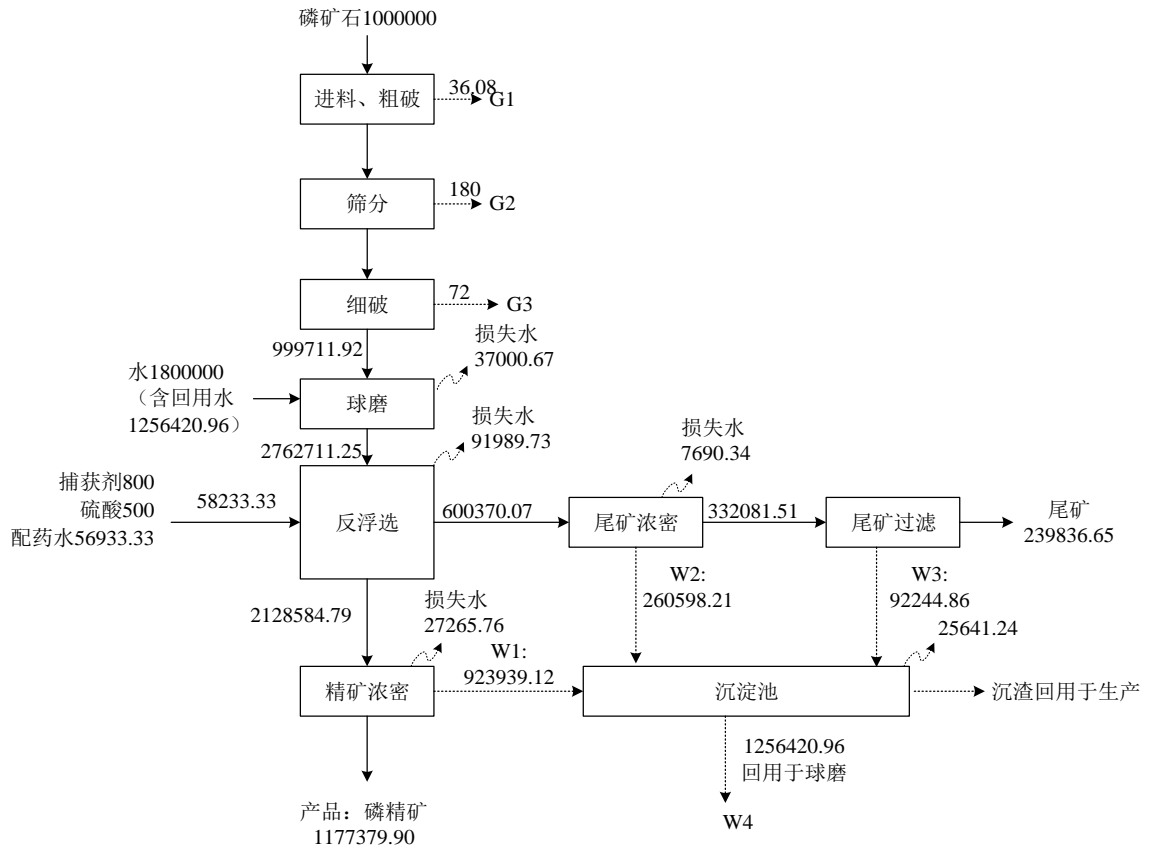 磷矿石1000000
进料、粗破
36.08
G1
筛分
180
G2
细破
72
G3
999711.92
损失水
37000.67
水1800000
（含回用水
1256420.96）
球磨
2762711.25
损失水
91989.73
捕获剂800
硫酸500
配药水56933.33
58233.33
反浮选
600370.07
损失水
7690.34
尾矿浓密
332081.51
尾矿过滤
尾矿
239836.65
W2:
260598.21
W3:
92244.86
25641.24
2128584.79
损失水
27265.76
W1:
923939.12
精矿浓密
沉淀池
沉渣回用于生产
1256420.96
回用于球磨
W4
产品：磷精矿
1177379.90